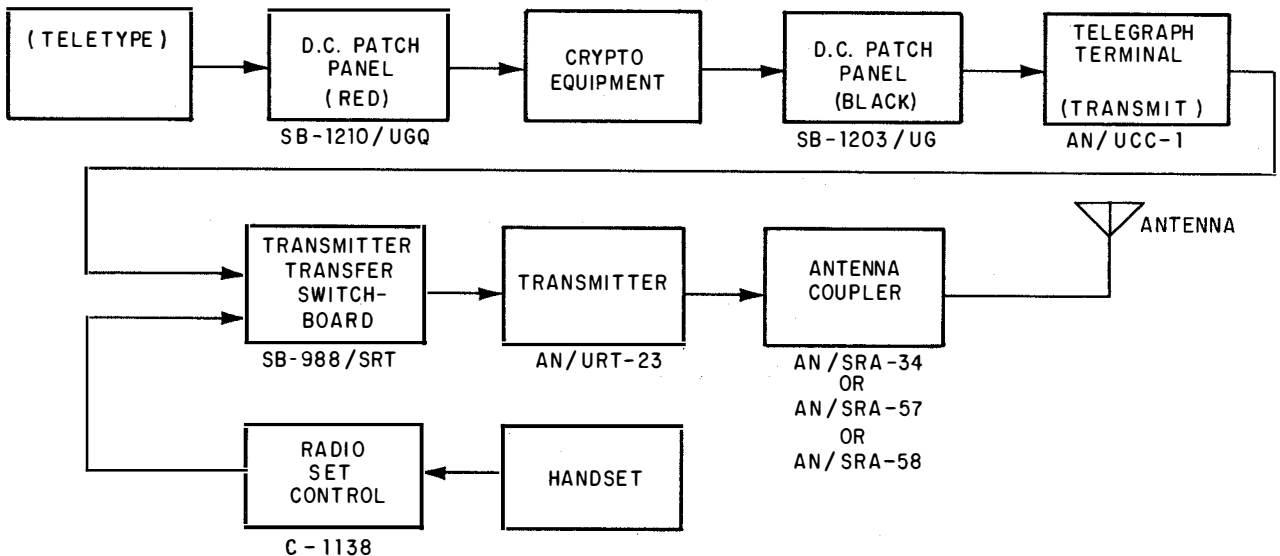 (TELETYPE)
D.C. PATCH
PANEL
(RED)
SB-1210/UGQ
CRYPTO
EQUIPMENT
D.C. PATCH
PANEL
(BLACK)
SB-1203/UG
TELEGRAPH
TERMINAL
(TRANSMIT)
AN/UCC-1
TRANSMITTER
TRANSFER
SWITCH-
BOARD
SB-988/SRT
TRANSMITTER
AN/URT-23
ANTENNA
COUPLER
AN/SRA-34
OR
AN/SRA-57
OR
AN/SRA-58
ANTENNA
RADIO
SET
CONTROL
C-1138
HANDSET